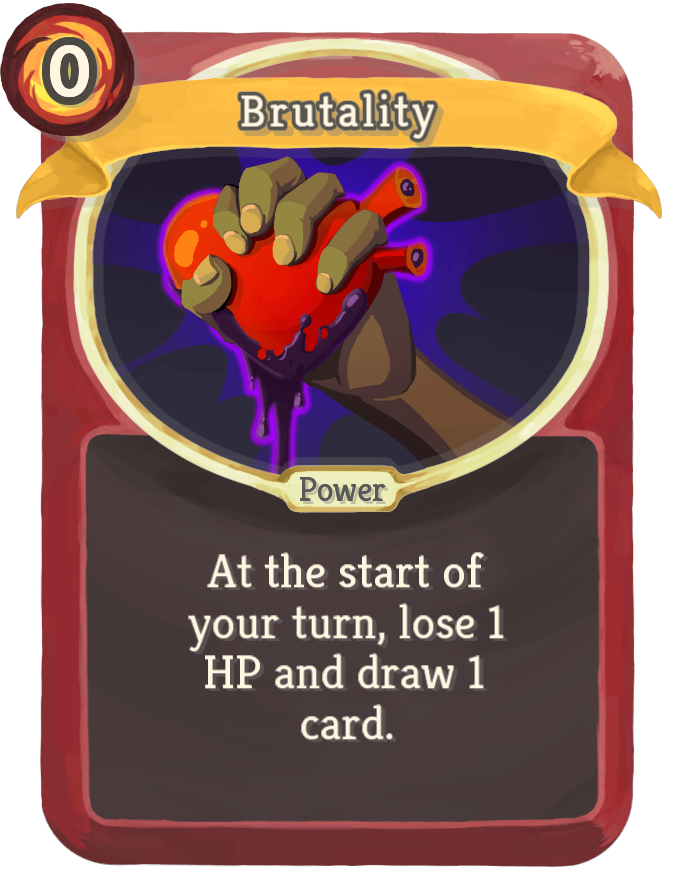 0
Brutality
Power
At the start of
your turn, lose 1
HP and draw 1
card.